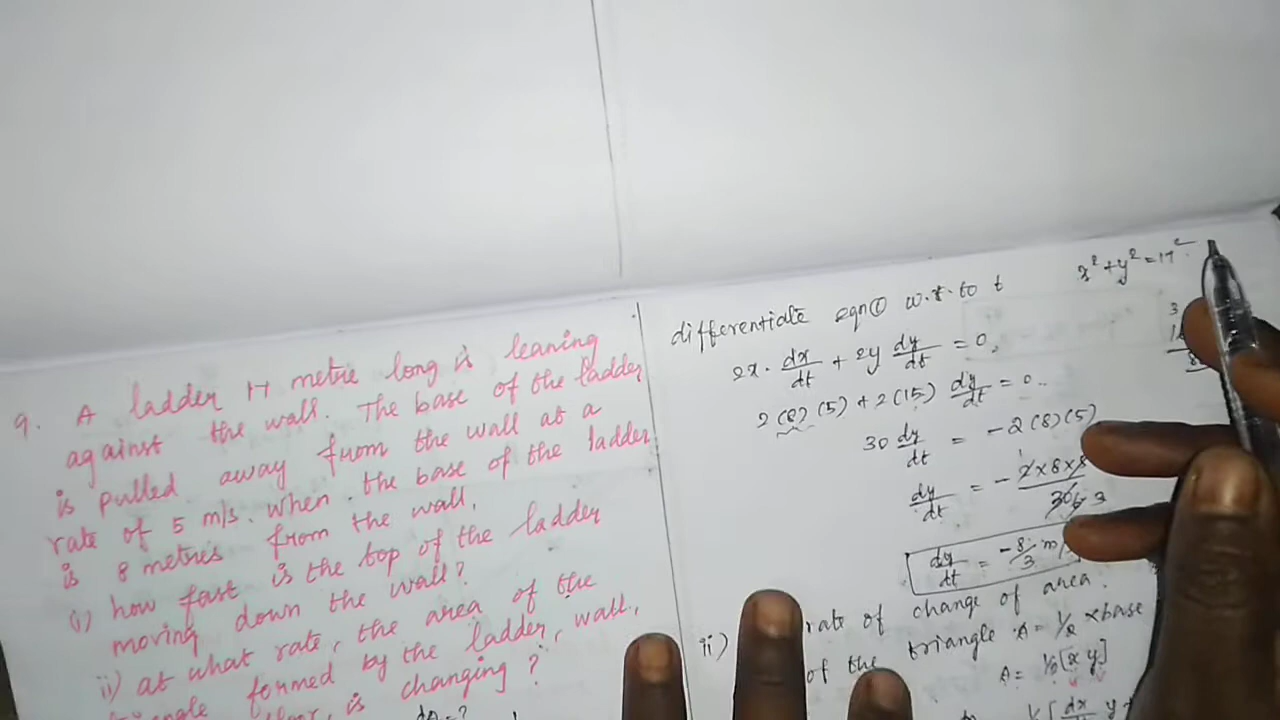 9. A ladder 17 metre long is leaning
against the wall. The base of the ladder
is pulled away from the wall at a
rate of 5 m/s. When the base of the ladder
is 8 metres from the wall,
(i) how fast is the top of the ladder
moving down the wall?
ii) at what rate, the area of the
formed by the ladder, wall,
is changing?
differentiate eqn① w.r.to t
x² + y² = 17²
2x . dx/dt + 2y dy/dt = 0
2(8)(5) + 2(15) dy/dt = 0
30 dy/dt = -2(8)(5)
dy/dt = - 2×8×5 / 30 6 3
dy/dt = -8/3 m/
ii) rate of change of area.
of the triangle A = 1/2 × base
A = 1/2 [x y]
dx/dt y +